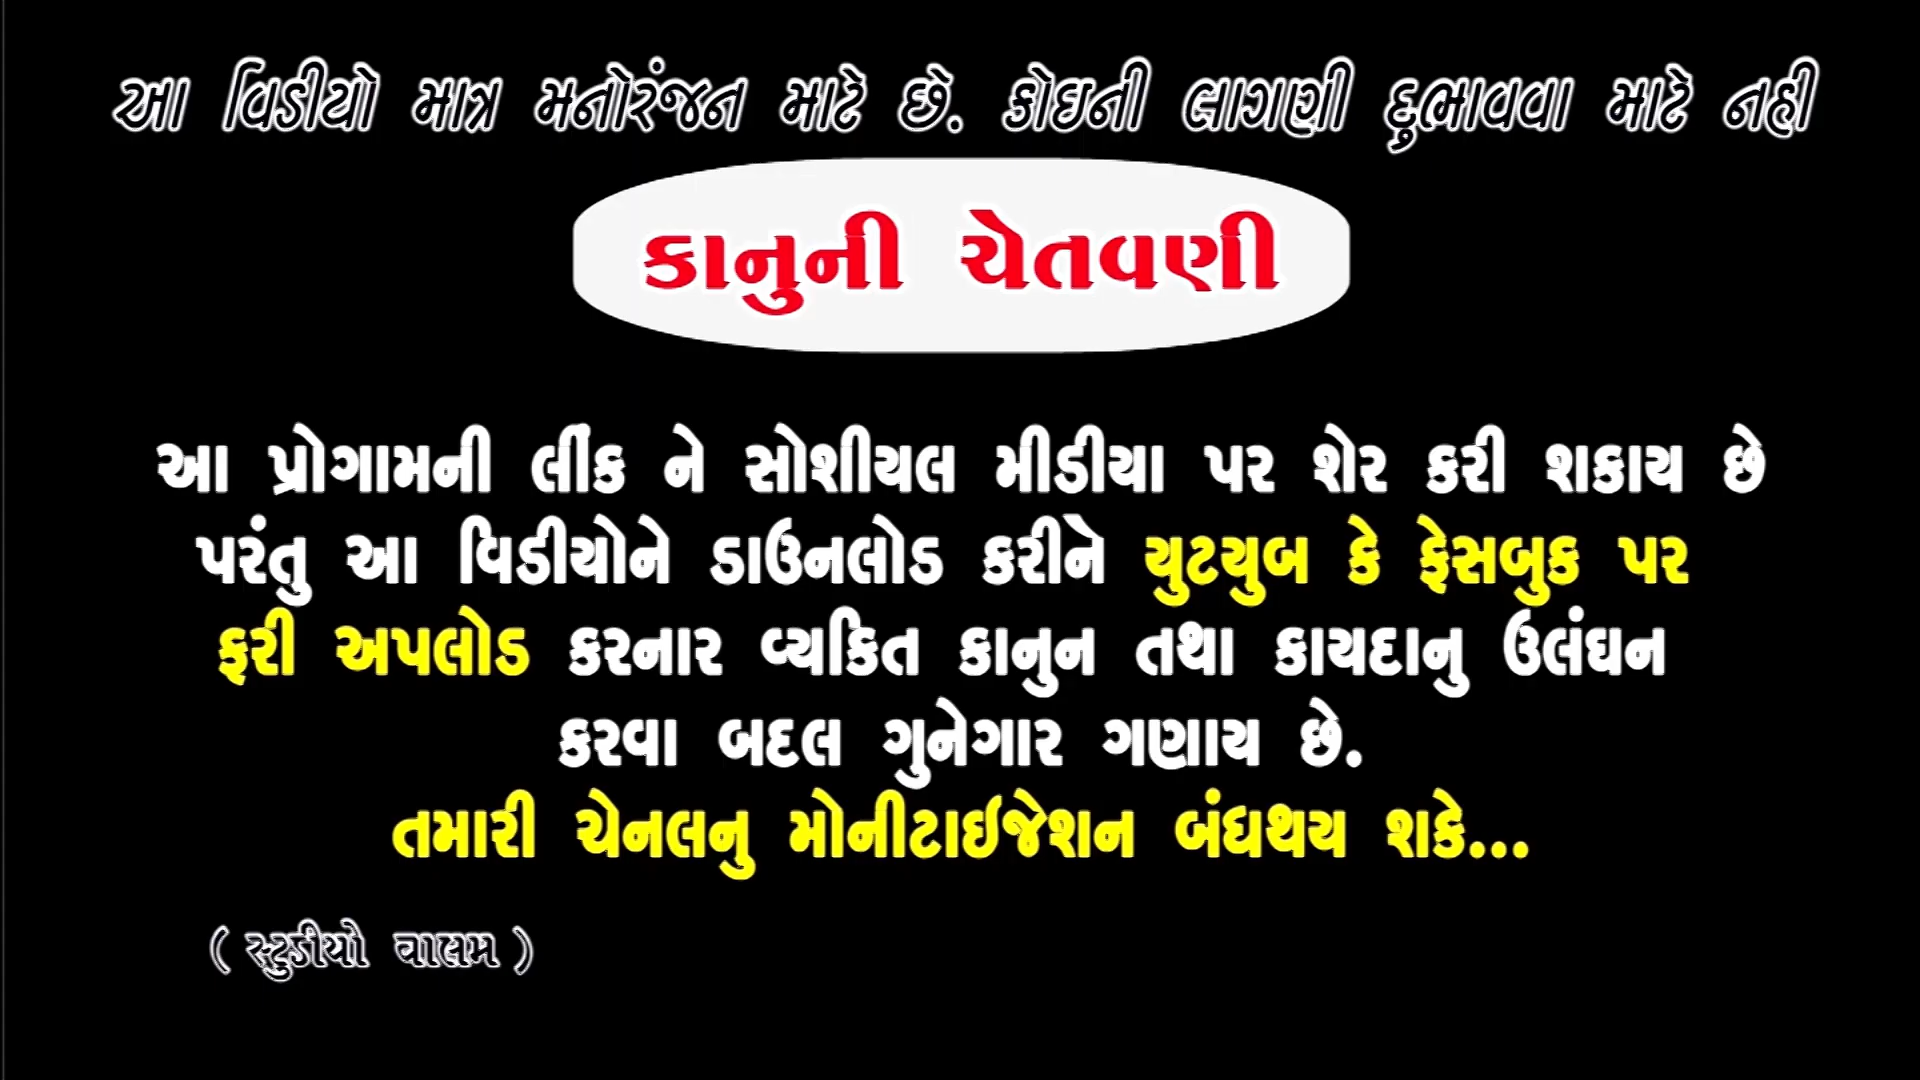 આ વિડીયો માત્ર મનોરંજન માટે છે. કોઇની લાગણી દુભાવવા માટે નહી
કાનુની ચેતવણી
આ પ્રોગામની લીંક ને સોશીયલ મીડીયા પર શેર કરી શકાય છે
પરંતુ આ વિડીયોને ડાઉનલોડ કરીને યુટયુબ કે ફેસબુક પર
ફરી અપલોડ કરનાર વ્યકિત કાનુન તથા કાયદાનુ ઉલંઘન
કરવા બદલ ગુનેગાર ગણાય છે.
તમારી ચેનલનુ મોનીટાઇજેશન બંધથય શકે...
( સ્ટુડીયો વાલમ )